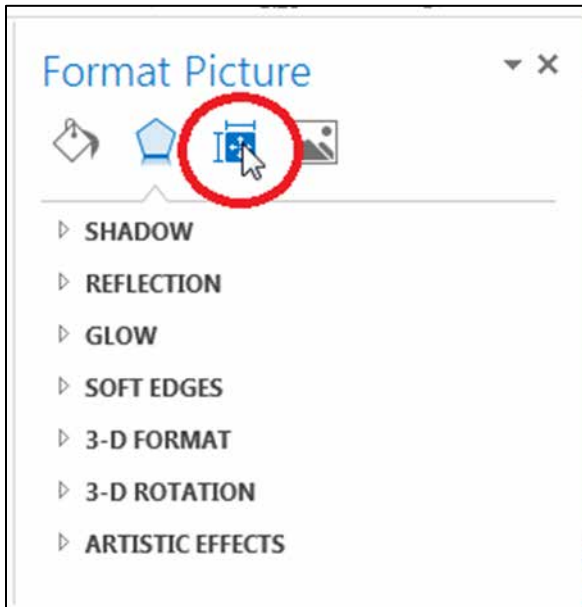 Format Picture
SHADOW
REFLECTION
GLOW
SOFT EDGES
3-D FORMAT
3-D ROTATION
ARTISTIC EFFECTS